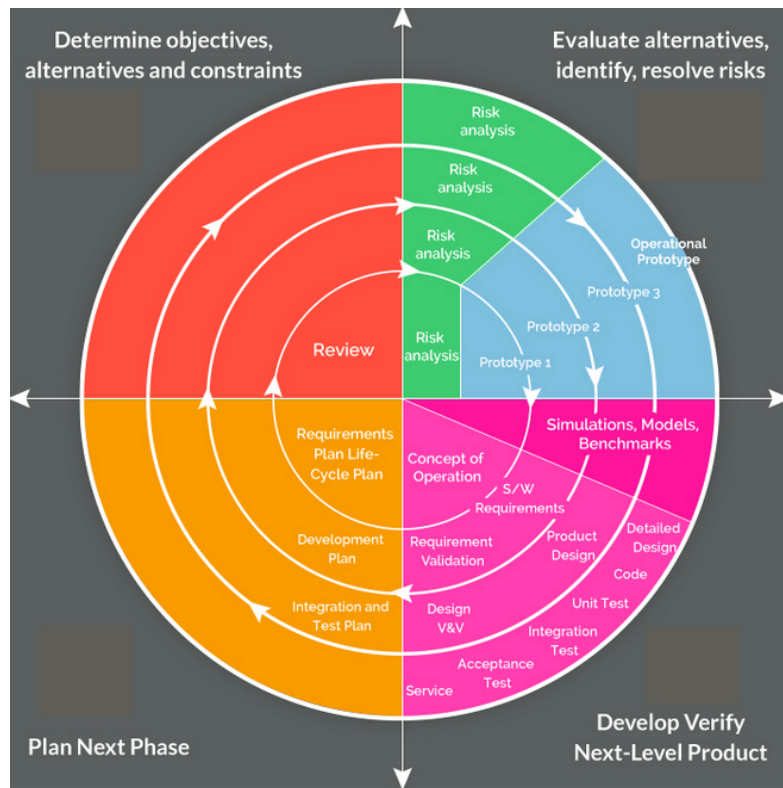 Determine objectives,
alternatives and constraints
Evaluate alternatives,
identify, resolve risks
Risk
analysis
Risk
analysis
Risk
analysis
Risk
analysis
Operational
Prototype
Prototype 3
Prototype 2
Prototype 1
Review
Simulations, Models,
Benchmarks
Requirements
Plan Life-
Cycle Plan
Concept of
Operation
S/W
Requirements
Development
Plan
Requirement
Validation
Product
Design
Detailed
Design
Code
Integration and
Test Plan
Design
V&V
Unit Test
Integration
Test
Acceptance
Test
Service
Plan Next Phase
Develop Verify
Next-Level Product